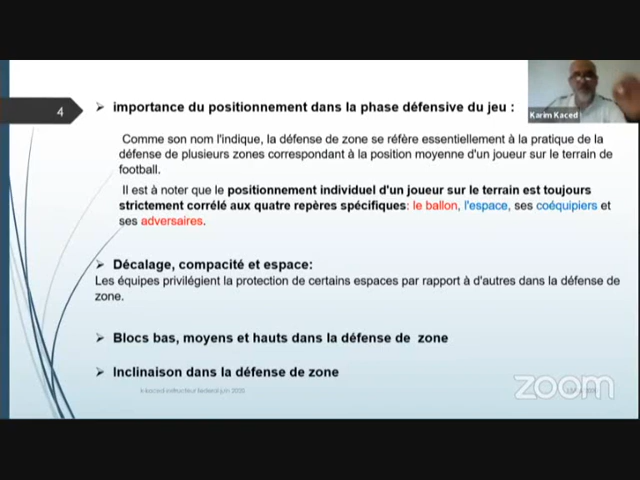 4
➢ importance du positionnement dans la phase défensive du jeu :
Karim Kaced
Comme son nom l'indique, la défense de zone se réfère essentiellement à la pratique de la
défense de plusieurs zones correspondant à la position moyenne d'un joueur sur le terrain de
football.
Il est à noter que le positionnement individuel d'un joueur sur le terrain est toujours
strictement corrélé aux quatre repères spécifiques: le ballon, l'espace, ses coéquipiers et
ses adversaires.
➢ Décalage, compacité et espace:
Les équipes privilégient la protection de certains espaces par rapport à d'autres dans la défense de
zone.
➢ Blocs bas, moyens et hauts dans la défense de zone
➢ Inclinaison dans la défense de zone
k-kaced instructeur federal juin 2025
zoom